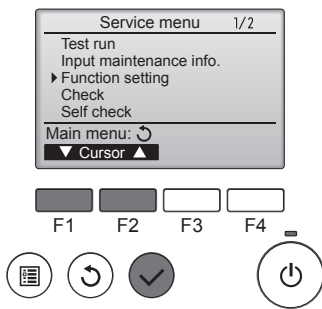 Service menu 1/2
Test run
Input maintenance info.
Function setting
Check
Self check
Main menu:
▼ Cursor ▲
F1 F2 F3 F4